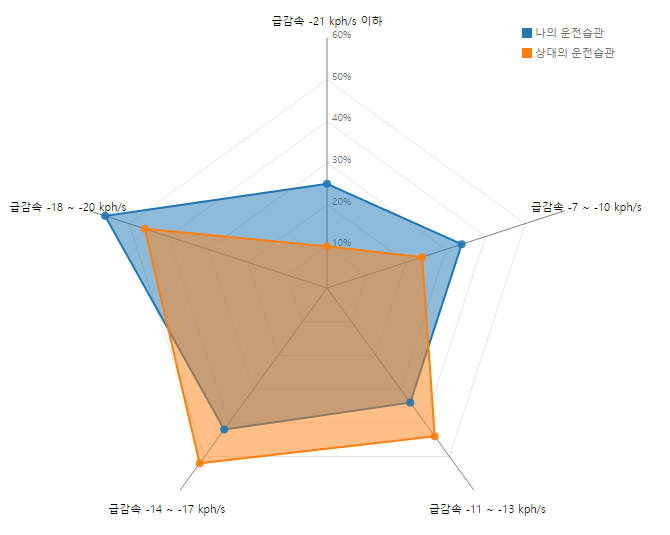 급감속 -21 kph/s 이하
60%
나의 운전습관
상대의 운전습관
50%
40%
30%
20%
10%
급감속 -18 ~ -20 kph/s
급감속 -7 ~ -10 kph/s
급감속 -14 ~ -17 kph/s
급감속 -11 ~ -13 kph/s